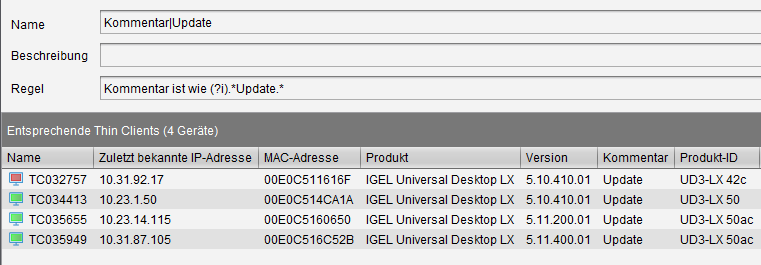 Name Kommentar|Update
Beschreibung
Regel Kommentar ist wie (?i).*Update.*
Entsprechende Thin Clients (4 Geräte)
Name Zuletzt bekannte IP-Adresse MAC-Adresse Produkt Version Kommentar Produkt-ID
TC032757 10.31.92.17 00E0C511616F IGEL Universal Desktop LX 5.10.410.01 Update UD3-LX 42c
TC034413 10.23.1.50 00E0C514CA1A IGEL Universal Desktop LX 5.10.410.01 Update UD3-LX 50
TC035655 10.23.14.115 00E0C5160650 IGEL Universal Desktop LX 5.11.200.01 Update UD3-LX 50ac
TC035949 10.31.87.105 00E0C516C52B IGEL Universal Desktop LX 5.11.400.01 Update UD3-LX 50ac